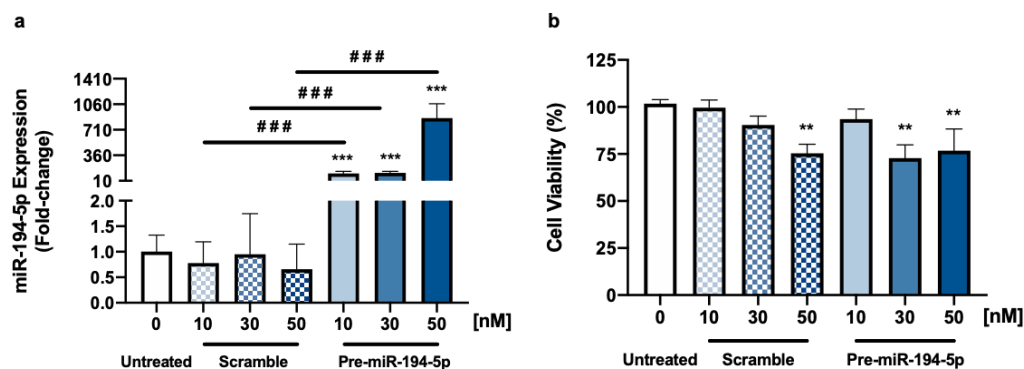 a
miR-194-5p Expression
(Fold-change)
1410
1060
710
360
10
2.0
1.5
1.0
0.5
0.0
###
###
###
***
***
***
0 10 30 50 10 30 50 [nM]
Untreated Scramble Pre-miR-194-5p
b
Cell Viability (%)
125
100
75
50
25
0
**
**
**
0 10 30 50 10 30 50 [nM]
Untreated Scramble Pre-miR-194-5p